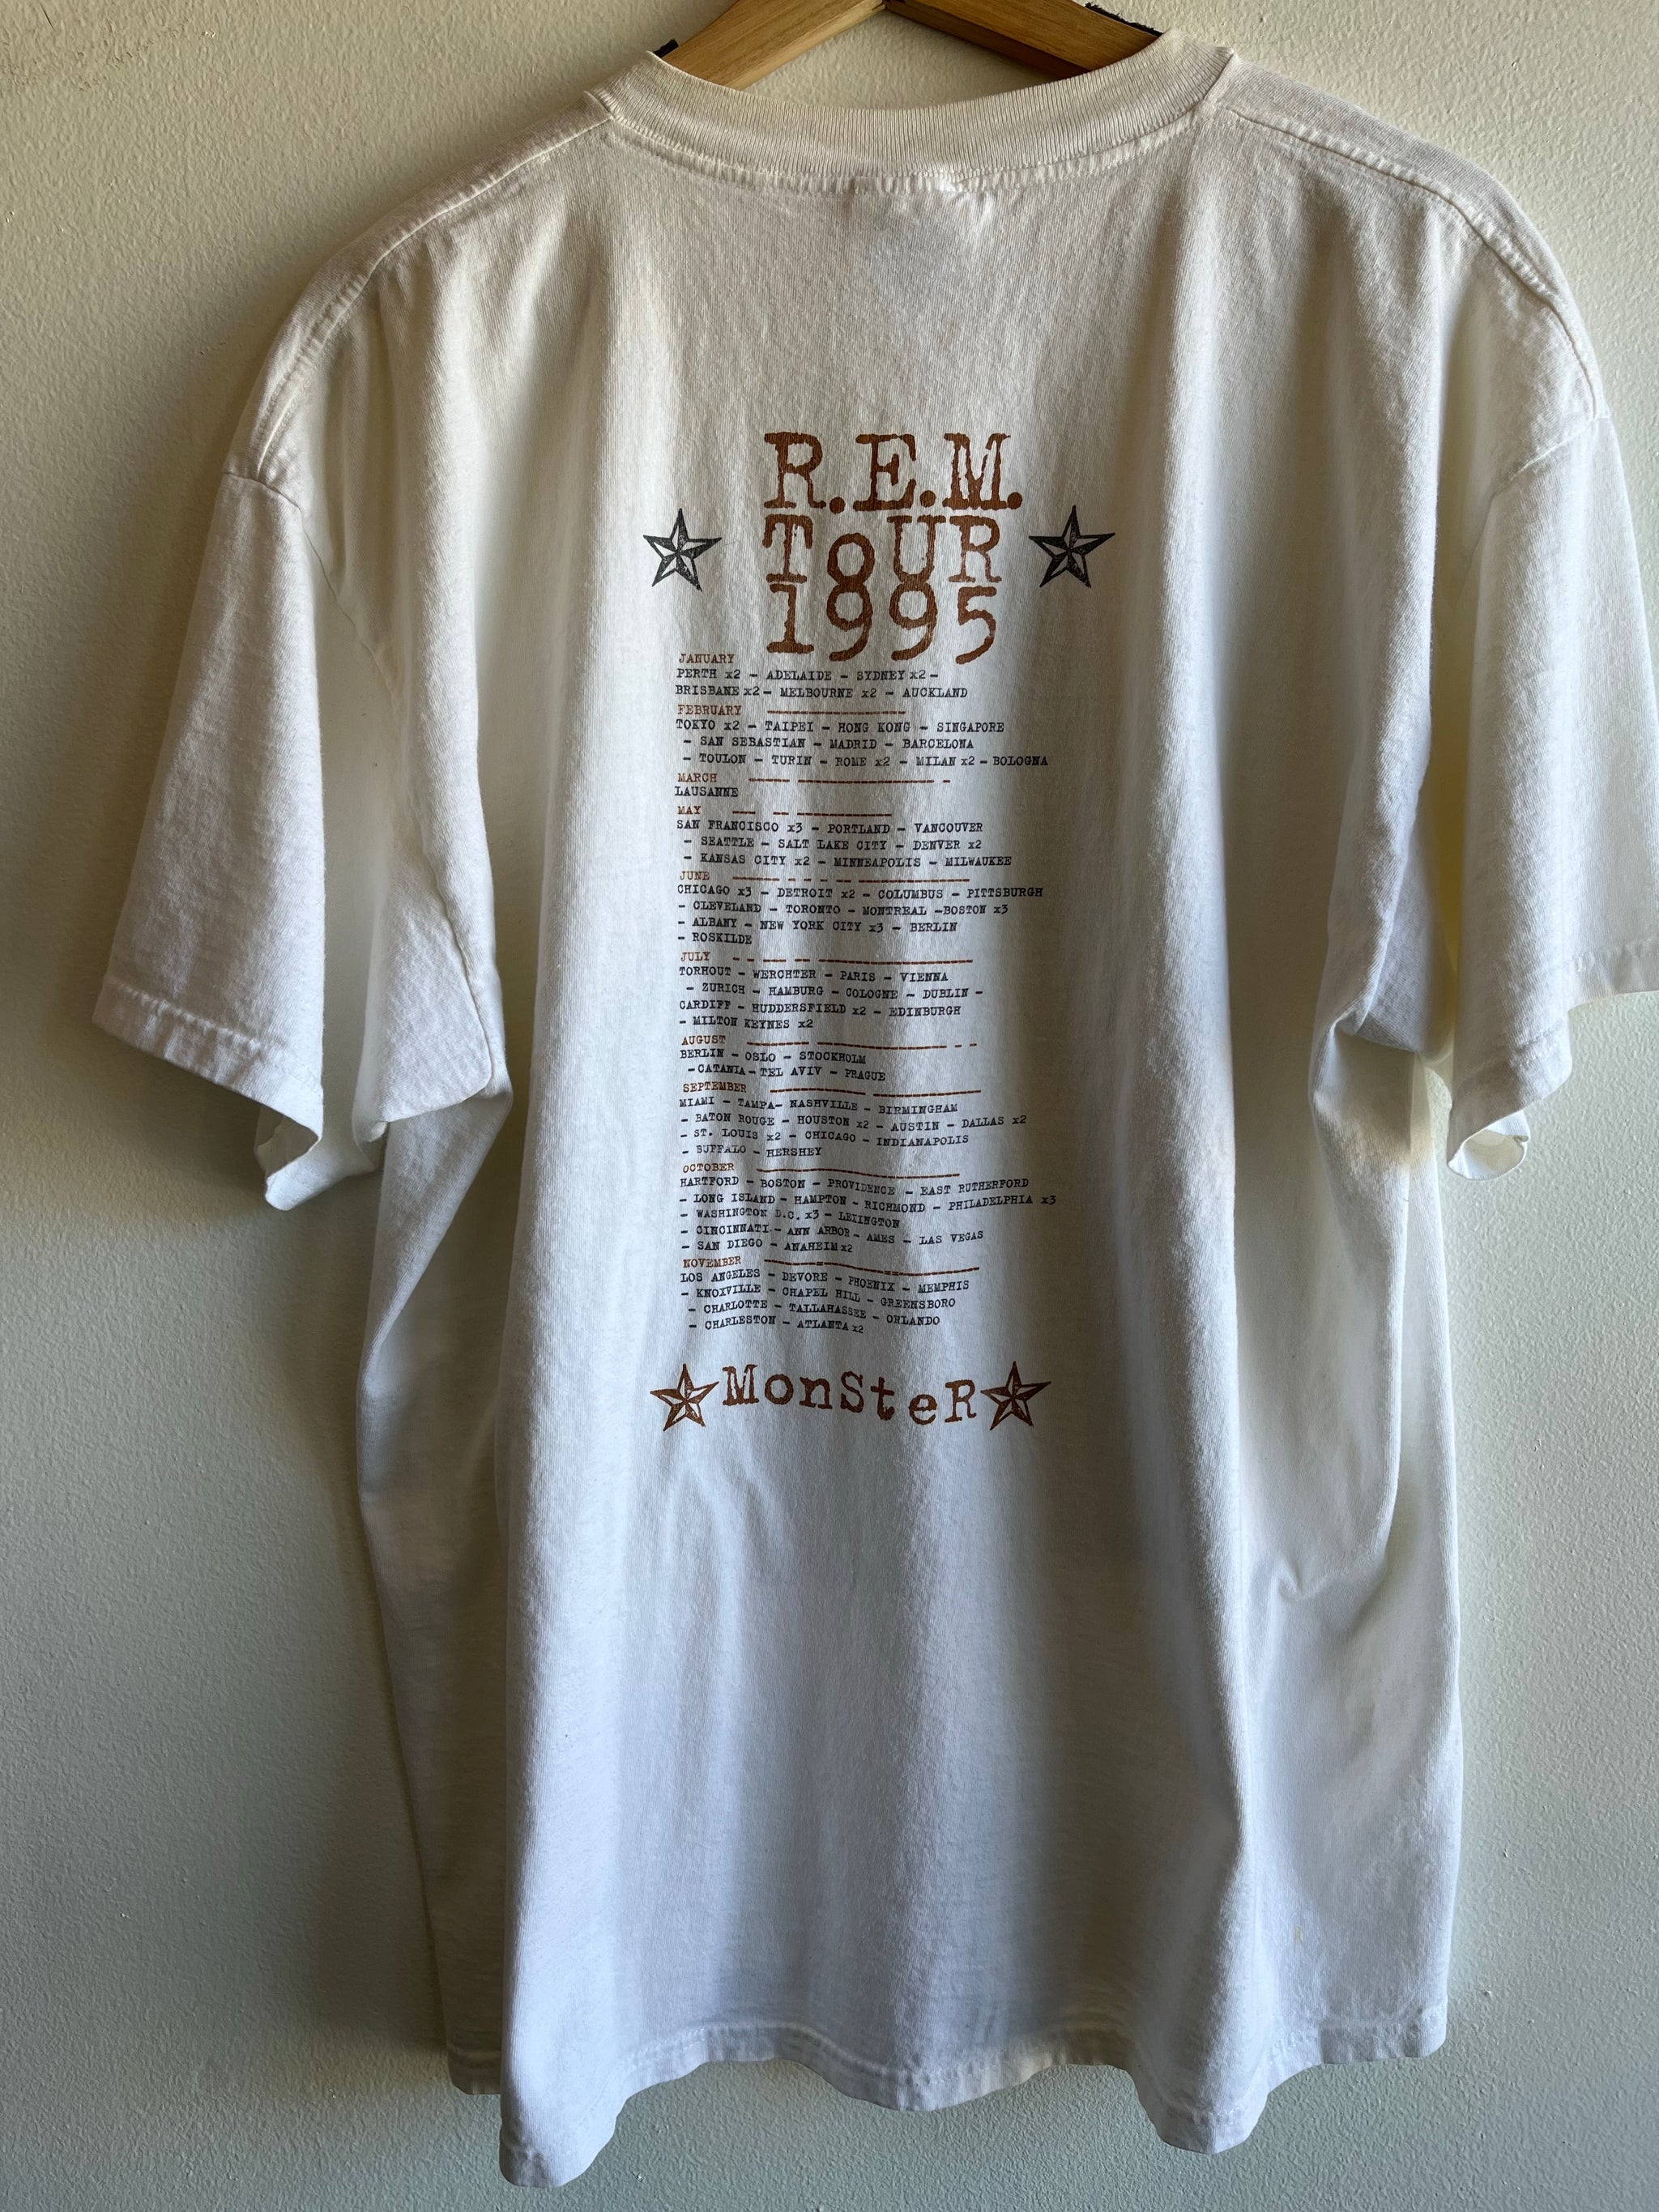 R.E.M.
ToUR
1995
JANUARY
PERTH x2 - ADELAIDE - SYDNEY x2 -
BRISBANE x2 - MELBOURNE x2 - AUCKLAND
FEBRUARY
TOKYO x2 - TAIPEI - HONG KONG - SINGAPORE
- SAN SEBASTIAN - MADRID - BARCELONA
- TOULON - TURIN - ROME x2 - MILAN x2 - BOLOGNA
MARCH
LAUSANNE
MAY
SAN FRANCISCO x3 - PORTLAND - VANCOUVER
- SEATTLE - SALT LAKE CITY - DENVER x2
- KANSAS CITY x2 - MINNEAPOLIS - MILWAUKEE
JUNE
CHICAGO x3 - DETROIT x2 - COLUMBUS - PITTSBURGH
- CLEVELAND - TORONTO - MONTREAL -BOSTON x3
- ALBANY - NEW YORK CITY x3 - BERLIN
- ROSKILDE
JULY
TORHOUT - WERCHTER - PARIS - VIENNA
- ZURICH - HAMBURG - COLOGNE - DUBLIN -
CARDIFF - HUDDERSFIELD x2 - EDINBURGH
- MILTON KEYNES x2
AUGUST
BERLIN - OSLO - STOCKHOLM
-CATANIA-TEL AVIV - PRAGUE
SEPTEMBER
MIAMI - TAMPA- NASHVILLE - BIRMINGHAM
- BATON ROUGE - HOUSTON x2 - AUSTIN - DALLAS x2
- ST. LOUIS x2 - CHICAGO - INDIANAPOLIS
- BUFFALO - HERSHEY
OCTOBER
HARTFORD - BOSTON - PROVIDENCE - EAST RUTHERFORD
- LONG ISLAND - HAMPTON - RICHMOND - PHILADELPHIA x3
- WASHINGTON D.C. x3 - LEXINGTON
- CINCINNATI - ANN ARBOR - AMES - LAS VEGAS
- SAN DIEGO - ANAHEIM x2
NOVEMBER
LOS ANGELES - DEVORE - PHOENIX - MEMPHIS
- KNOXVILLE - CHAPEL HILL - GREENSBORO
- CHARLOTTE - TALLAHASSEE - ORLANDO
- CHARLESTON - ATLANTA x2
MonSteR